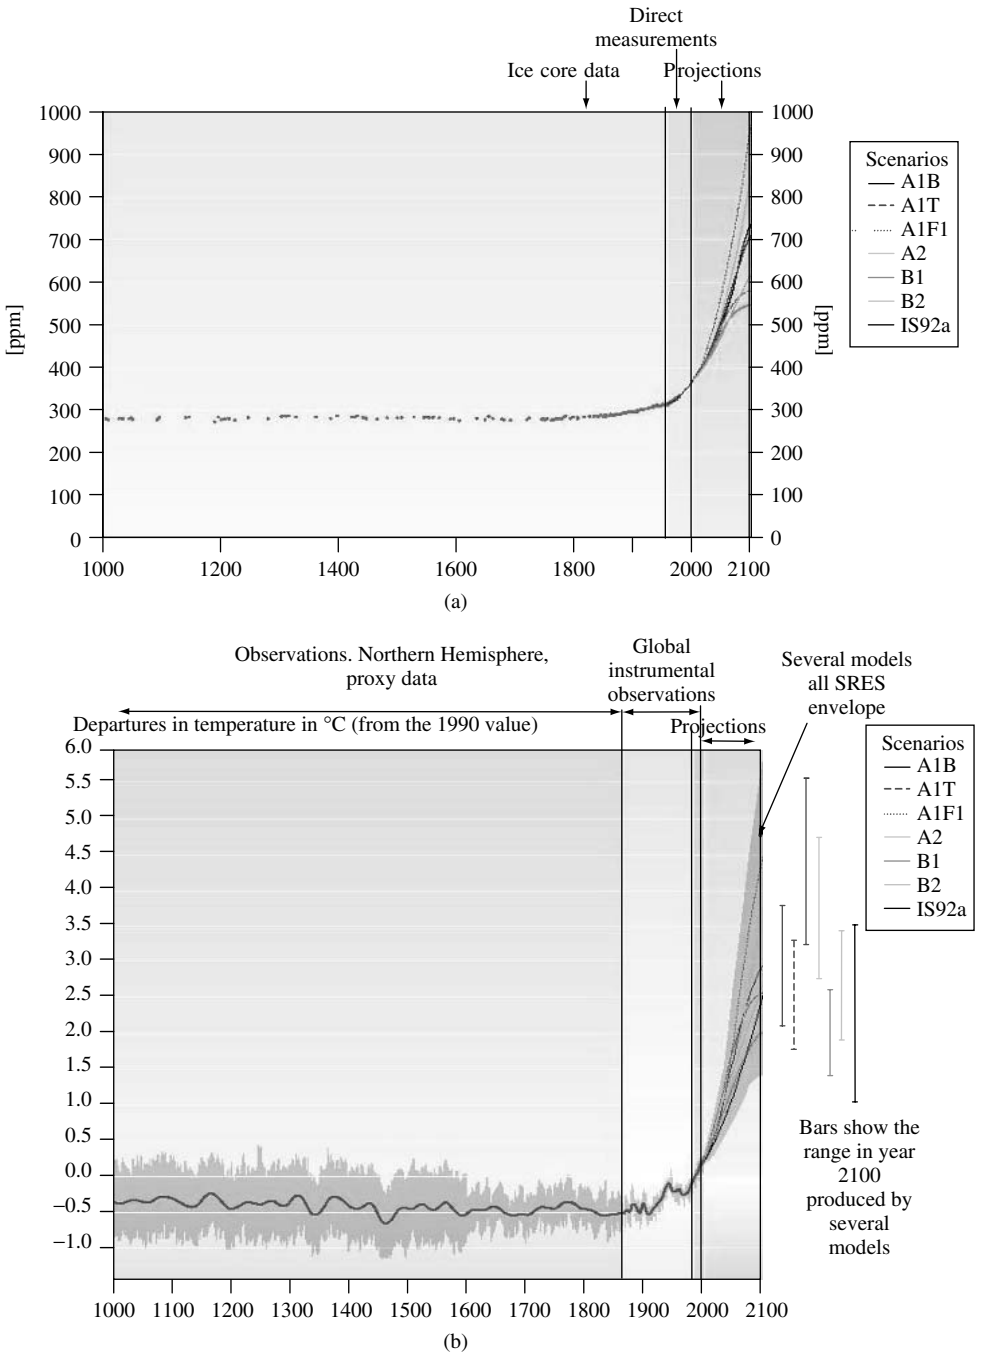 Direct
measurements
Ice core data
Projections
1000 1000
900 900
800 800
700 700
600 600
500 500
400 400
300 300
200 200
100 100
0 0
[ppm]
[ppm]
1000 1200 1400 1600 1800 2000 2100
(a)
Scenarios
A1B
A1T
A1F1
A2
B1
B2
IS92a
Observations. Northern Hemisphere,
proxy data
Global
instrumental
observations
Several models
all SRES
envelope
Departures in temperature in °C (from the 1990 value)
Projections
6.0
5.5
5.0
4.5
4.0
3.5
3.0
2.5
2.0
1.5
1.0
0.5
0.0
−0.5
−1.0
1000 1100 1200 1300 1400 1500 1600 1700 1800 1900 2000 2100
(b)
Scenarios
A1B
A1T
A1F1
A2
B1
B2
IS92a
Bars show the
range in year
2100
produced by
several
models